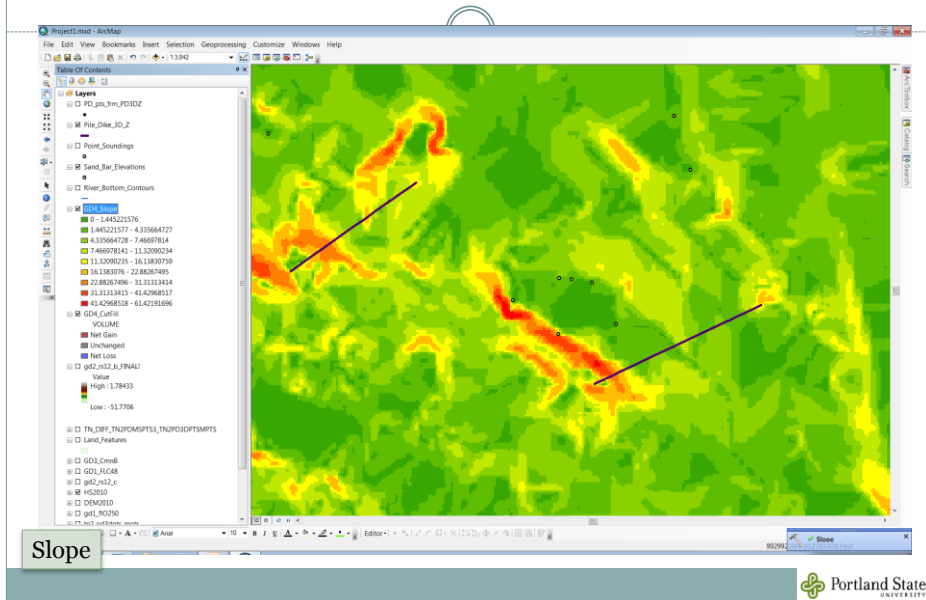 Project1.mxd - ArcMap
File Edit View Bookmarks Insert Selection Geoprocessing Customize Windows Help
1:3,942
Table Of Contents
Layers
PD_pts_frm_PD3DZ
Pile_Dike_3D_Z
Point_Soundings
Sand_Bar_Elevations
River_Bottom_Contours
GD4_Slope
0 - 1.445221576
1.445221577 - 4.335664727
4.335664728 - 7.46697814
7.466978141 - 11.32090234
11.32090235 - 16.13830759
16.1383076 - 22.88267495
22.88267496 - 31.31313414
31.31313415 - 41.42968517
41.42968518 - 61.42191696
GD4_CutFill
VOLUME
Net Gain
Unchanged
Net Loss
gd2_rs12_b_FINAL!
Value
High : 1.78433
Low : -51.7706
TN_DIFF_TN2PDMSPTS3_TN2PD3DPTSMPTS
Land_Features
GD3_CmnB
GD1_FLC48
gd2_rs12_c
HS2010
DEM2010
gd1_flO250
ArcToolbox
Catalog
Search
Arial
10
B I U A
Editor
Slope
Slope
Portland State
UNIVERSITY